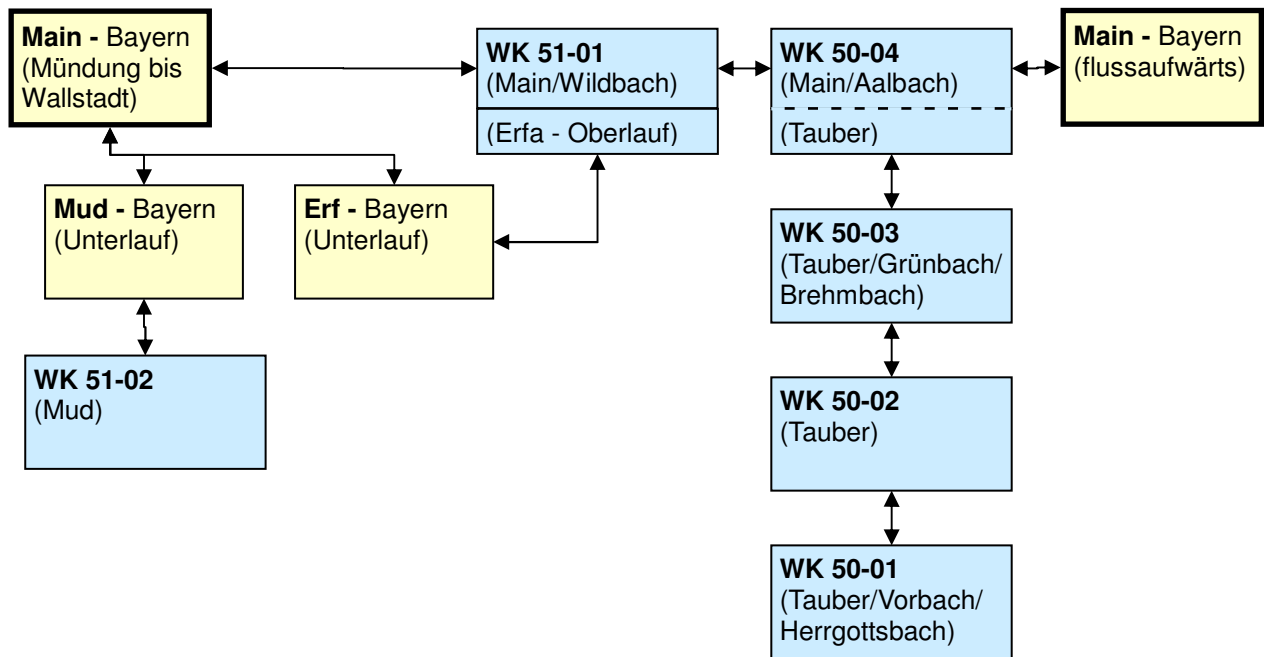 Main - Bayern
(Mündung bis
Wallstadt)
WK 51-01
(Main/Wildbach)
(Erfa - Oberlauf)
WK 50-04
(Main/Aalbach)
(Tauber)
Main - Bayern
(flussaufwärts)
Mud - Bayern
(Unterlauf)
Erf - Bayern
(Unterlauf)
WK 50-03
(Tauber/Grünbach/
Brehmbach)
WK 51-02
(Mud)
WK 50-02
(Tauber)
WK 50-01
(Tauber/Vorbach/
Herrgottsbach)